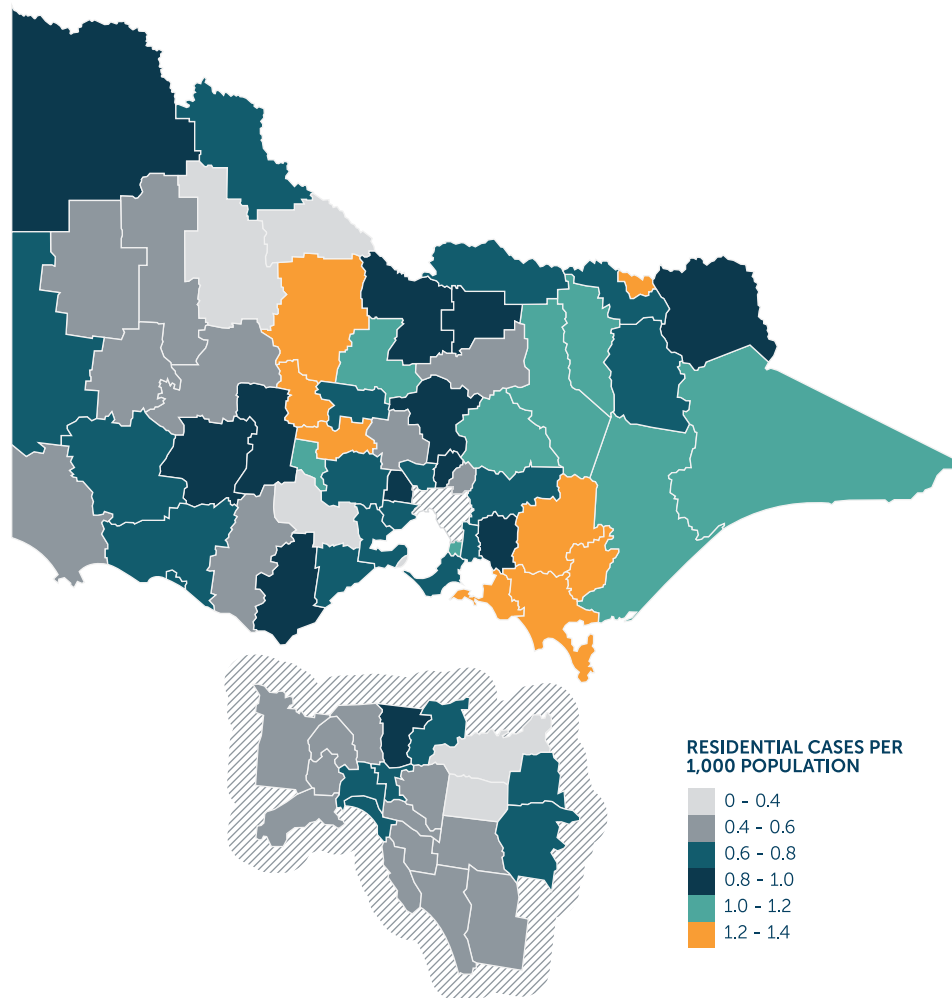 RESIDENTIAL CASES PER
1,000 POPULATION
0 - 0.4
0.4 - 0.6
0.6 - 0.8
0.8 - 1.0
1.0 - 1.2
1.2 - 1.4